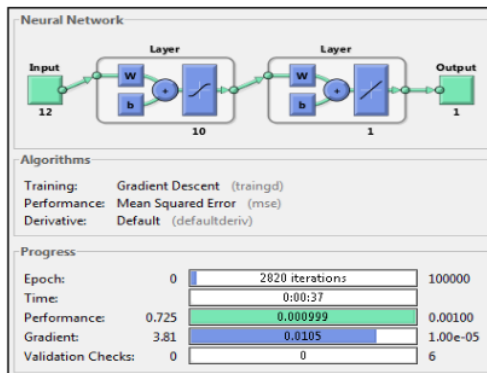 Neural Network
Layer Layer
Input Output
W W
+ +
b b
12 10 1 1
Algorithms
Training: Gradient Descent (traingd)
Performance: Mean Squared Error (mse)
Derivative: Default (defaultderiv)
Progress
Epoch: 0 2820 iterations 100000
Time: 0:00:37
Performance: 0.725 0.000999 0.00100
Gradient: 3.81 0.0105 1.00e-05
Validation Checks: 0 0 6